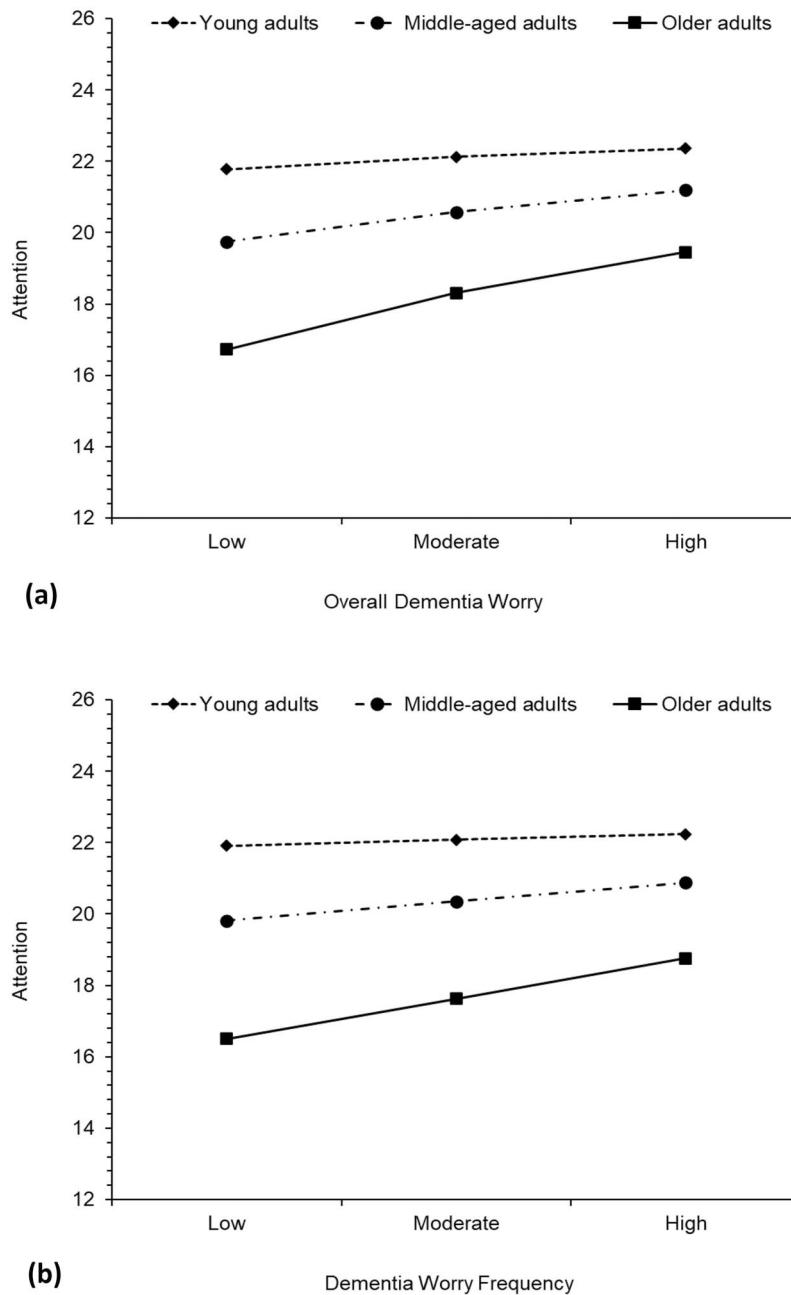 Young adults Middle-aged adults Older adults
26
24
22
20
18
16
14
12
Attention
Low Moderate High
(a)
Overall Dementia Worry
Young adults Middle-aged adults Older adults
26
24
22
20
18
16
14
12
Attention
Low Moderate High
(b)
Dementia Worry Frequency